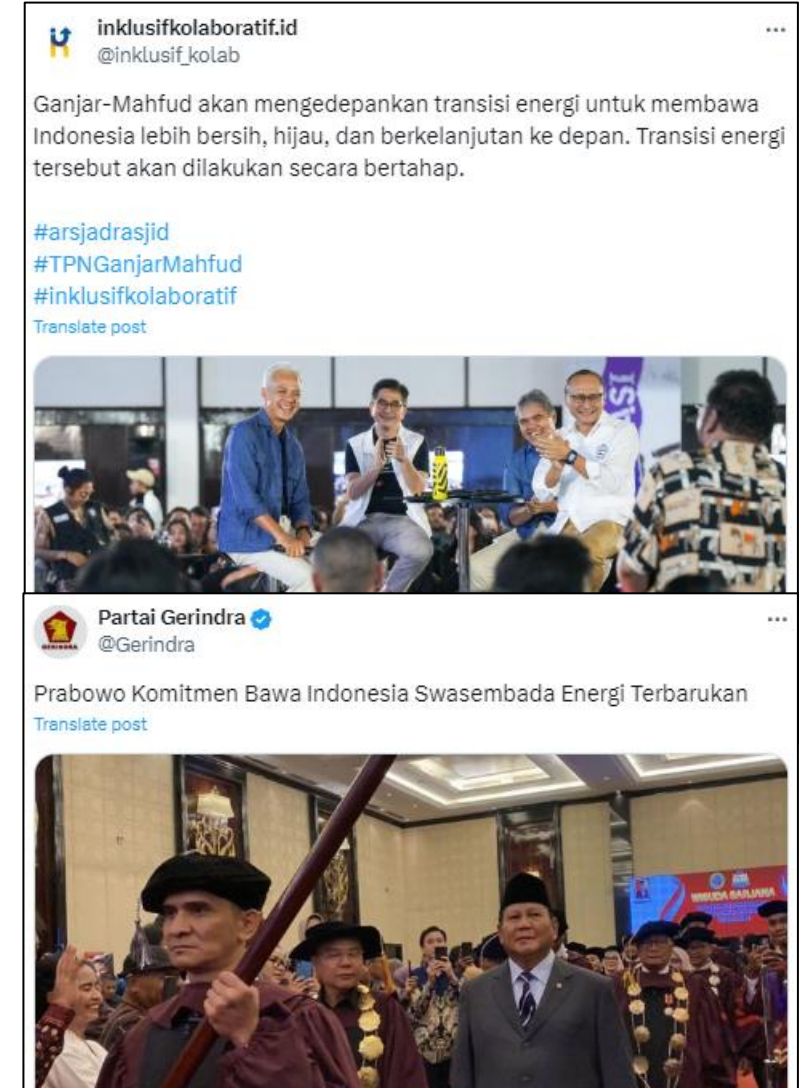 inklusifkolaboratif.id
@inklusif_kolab
Ganjar-Mahfud akan mengedepankan transisi energi untuk membawa
Indonesia lebih bersih, hijau, dan berkelanjutan ke depan. Transisi energi
tersebut akan dilakukan secara bertahap.
#arsjadrasjid
#TPNGanjarMahfud
#inklusifkolaboratif
Translate post
ASI
Partai Gerindra
@Gerindra
GERINDRA
Prabowo Komitmen Bawa Indonesia Swasembada Energi Terbarukan
Translate post
WISUDA SARJANA